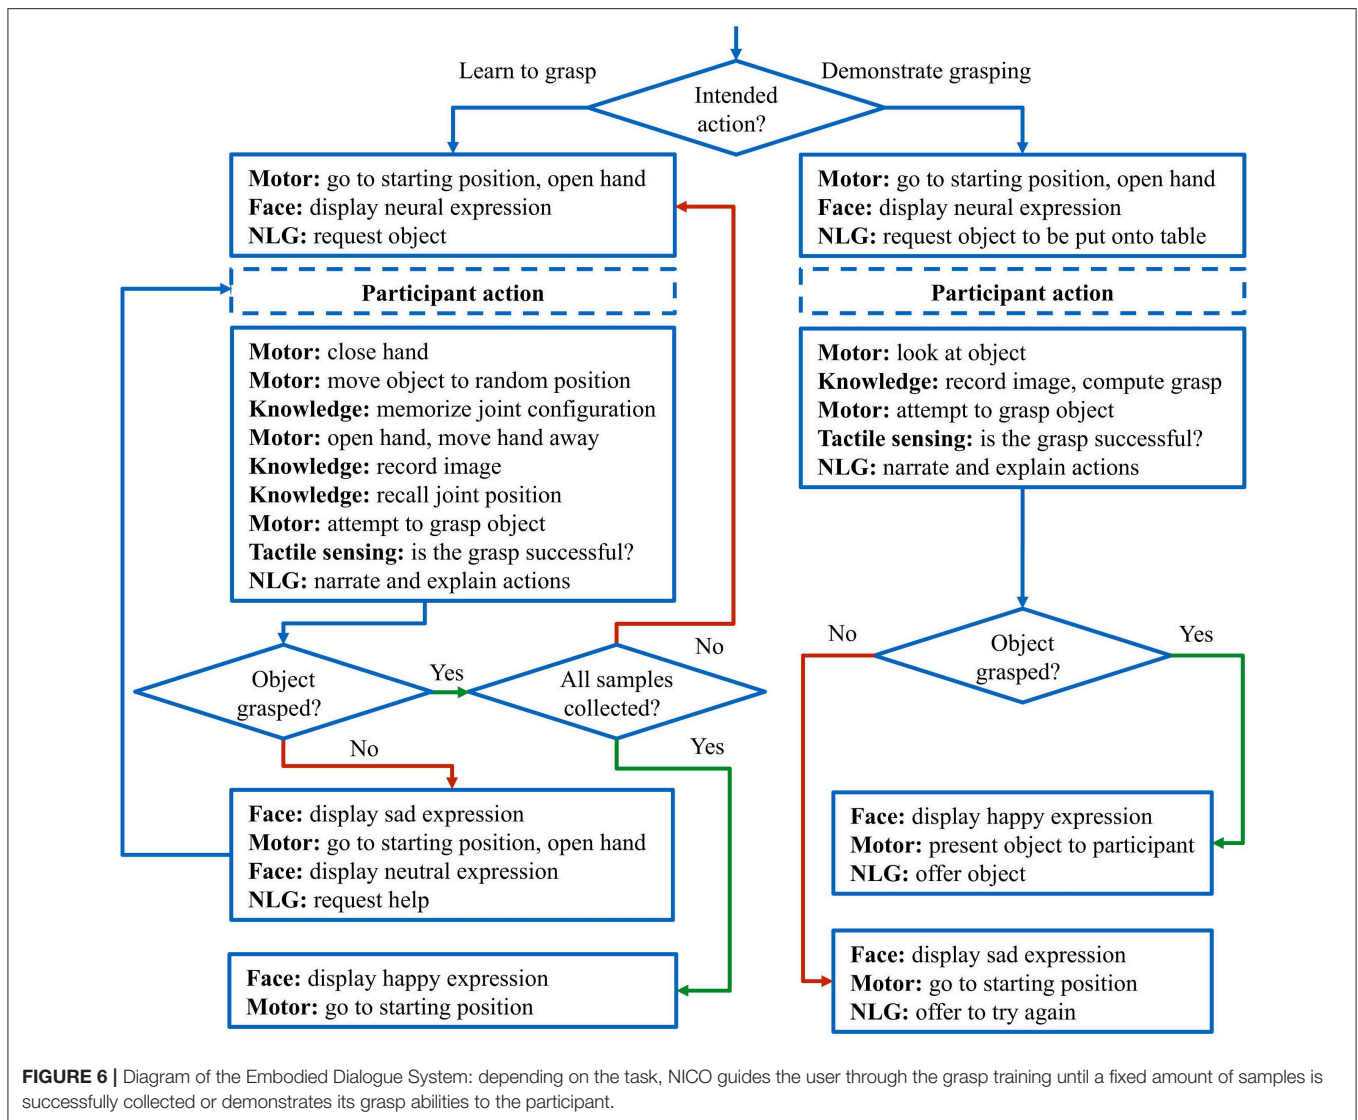 Learn to grasp
Demonstrate grasping
Intended
action?
Motor: go to starting position, open hand
Face: display neural expression
NLG: request object
Participant action
Motor: close hand
Motor: move object to random position
Knowledge: memorize joint configuration
Motor: open hand, move hand away
Knowledge: record image
Knowledge: recall joint position
Motor: attempt to grasp object
Tactile sensing: is the grasp successful?
NLG: narrate and explain actions
Object
grasped?
Yes
No
All samples
collected?
No
Yes
Face: display sad expression
Motor: go to starting position, open hand
Face: display neutral expression
NLG: request help
Face: display happy expression
Motor: go to starting position
Motor: go to starting position, open hand
Face: display neural expression
NLG: request object to be put onto table
Participant action
Motor: look at object
Knowledge: record image, compute grasp
Motor: attempt to grasp object
Tactile sensing: is the grasp successful?
NLG: narrate and explain actions
No
Object
grasped?
Yes
Face: display happy expression
Motor: present object to participant
NLG: offer object
Face: display sad expression
Motor: go to starting position
NLG: offer to try again
FIGURE 6 | Diagram of the Embodied Dialogue System: depending on the task, NICO guides the user through the grasp training until a fixed amount of samples is
successfully collected or demonstrates its grasp abilities to the participant.